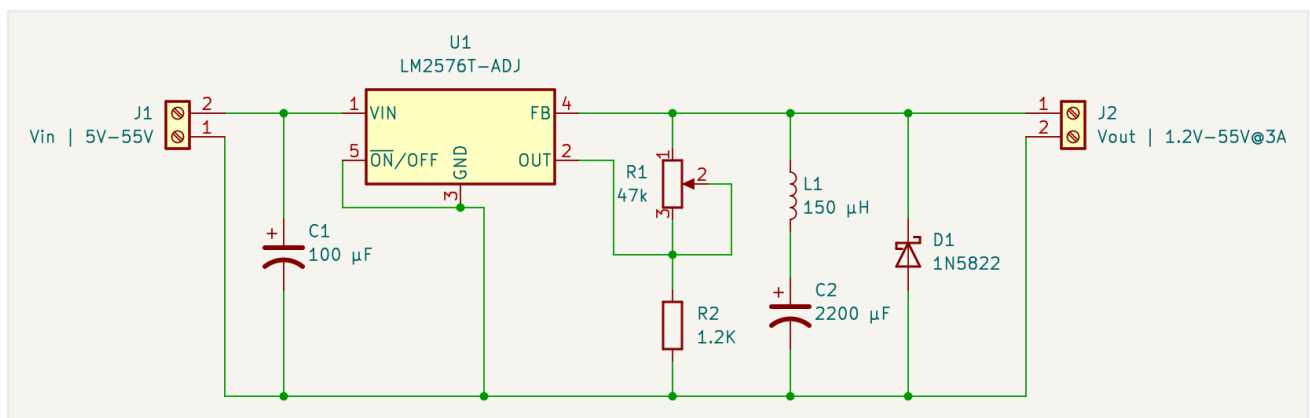 U1
LM2576T-ADJ
J1
Vin | 5V-55V
2
1
1
VIN
FB
4
5
ON/OFF
GND
OUT
2
3
1
2
J2
Vout | 1.2V-55V@3A
R1
47k
1
2
3
L1
150 µH
C1
100 µF
+
D1
1N5822
C2
2200 µF
+
R2
1.2K